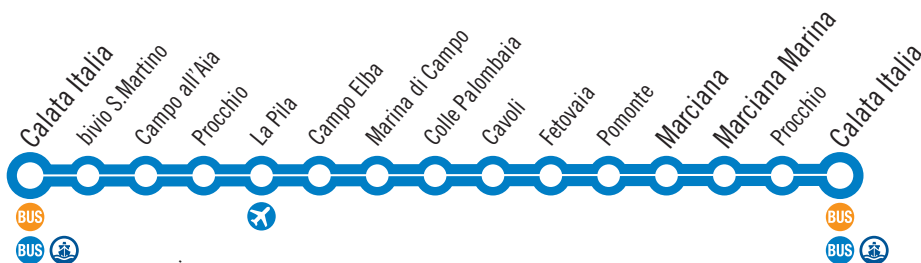 Calata Italia
bivio S.Martino
Campo all'Aia
Procchio
La Pila
Campo Elba
Marina di Campo
Colle Palombaia
Cavoli
Fetovaia
Pomonte
Marciana
Marciana Marina
Procchio
Calata Italia
BUS
BUS
BUS
BUS